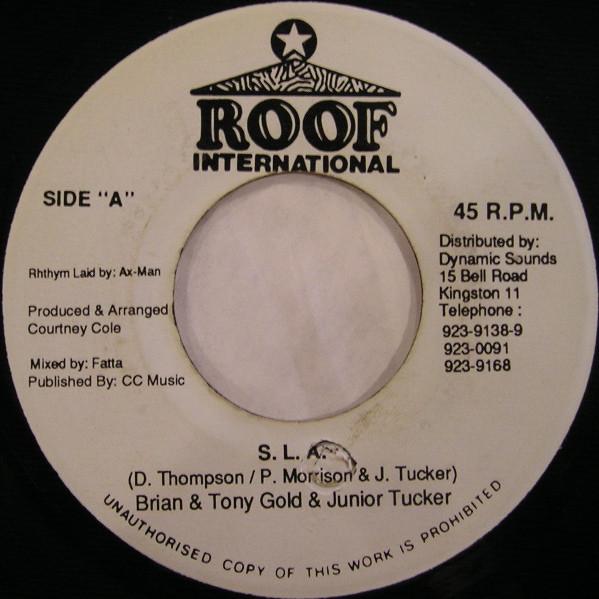 ROOF
INTERNATIONAL
SIDE "A"
45 R.P.M.
Rhthym Laid by: Ax-Man
Produced & Arranged
Courtney Cole
Mixed by: Fatta
Published By: CC Music
Distributed by:
Dynamic Sounds
15 Bell Road
Kingston 11
Telephone :
923-9138-9
923-0091
923-9168
S. L. A.
(D. Thompson / P. Morrison & J. Tucker)
Brian & Tony Gold & Junior Tucker
UNAUTHORISED COPY OF THIS WORK IS PROHIBITED